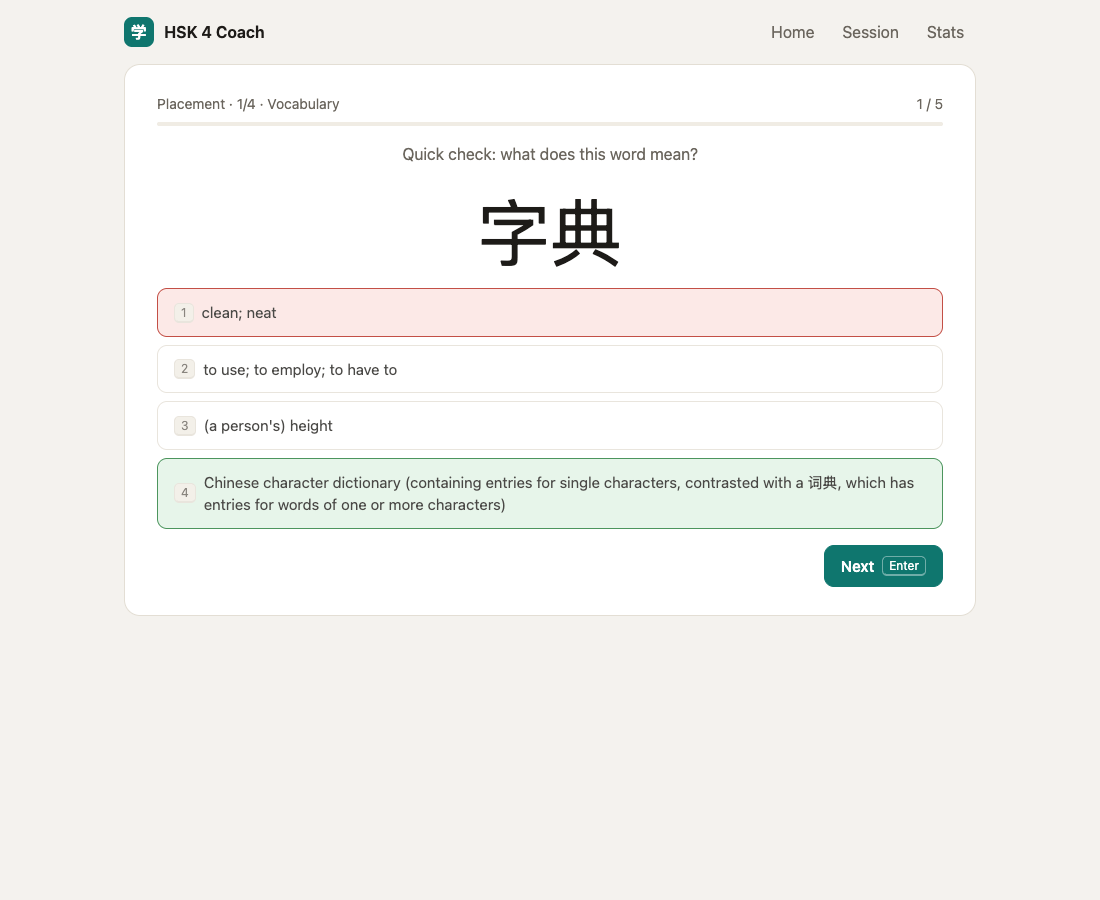 学 HSK 4 Coach
Home Session Stats
Placement · 1/4 · Vocabulary
1 / 5
Quick check: what does this word mean?
字典
1 clean; neat
2 to use; to employ; to have to
3 (a person's) height
4 Chinese character dictionary (containing entries for single characters, contrasted with a 词典, which has
entries for words of one or more characters)
Next Enter